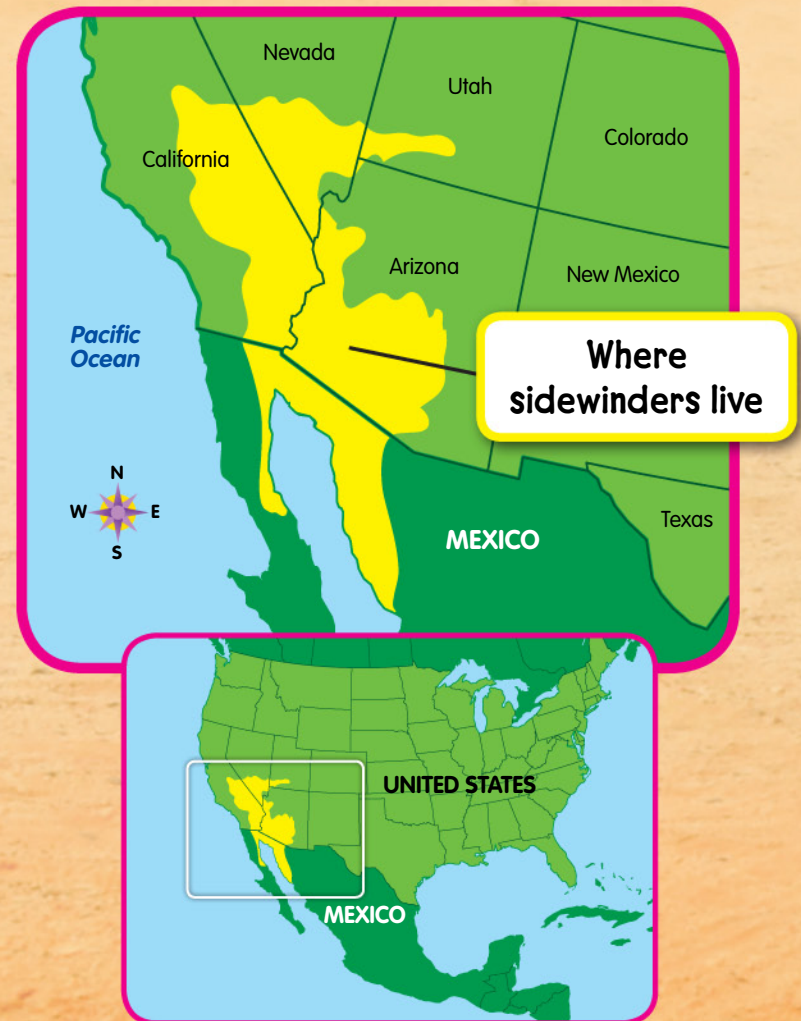 Nevada
Utah
Colorado
California
Arizona
New Mexico
Pacific
Ocean
Where
sidewinders live
N
W
E
S
MEXICO
Texas
UNITED STATES
MEXICO